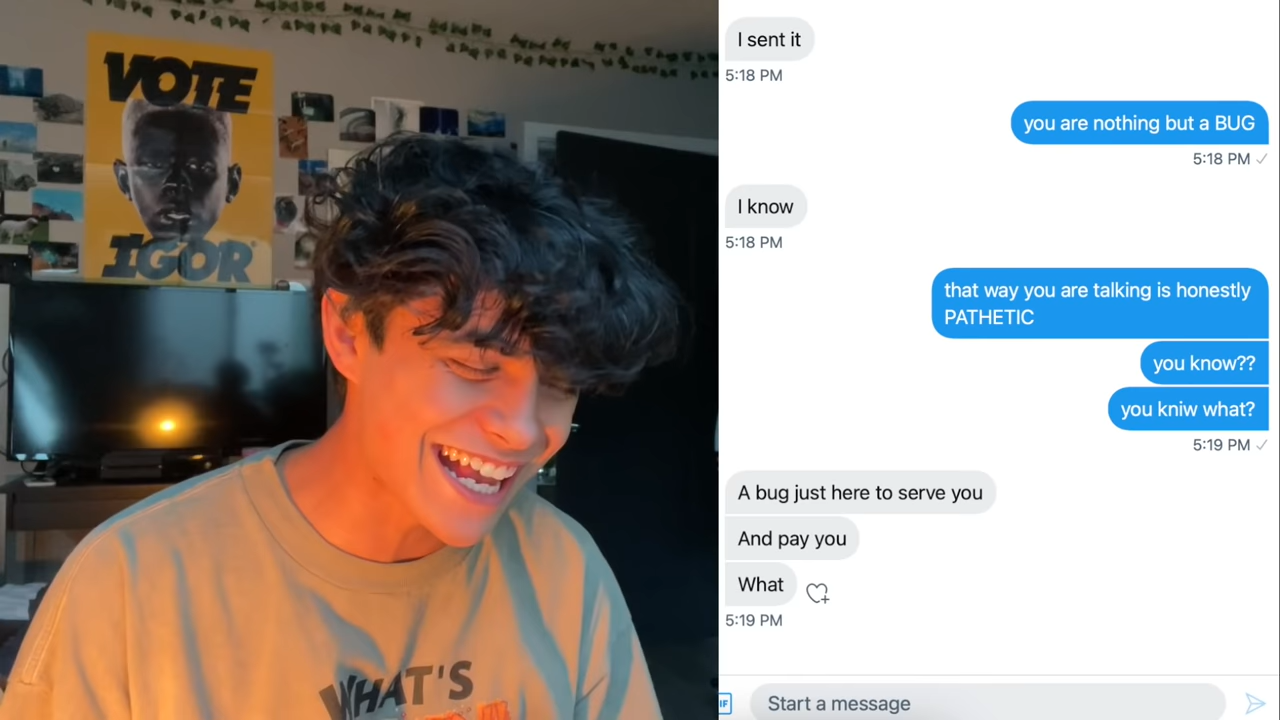 VOTE
IGOR
WHAT'S
I sent it
5:18 PM
you are nothing but a BUG
5:18 PM ✓
I know
5:18 PM
that way you are talking is honestly
PATHETIC
you know??
you kniw what?
5:19 PM ✓
A bug just here to serve you
And pay you
What
5:19 PM
Start a message